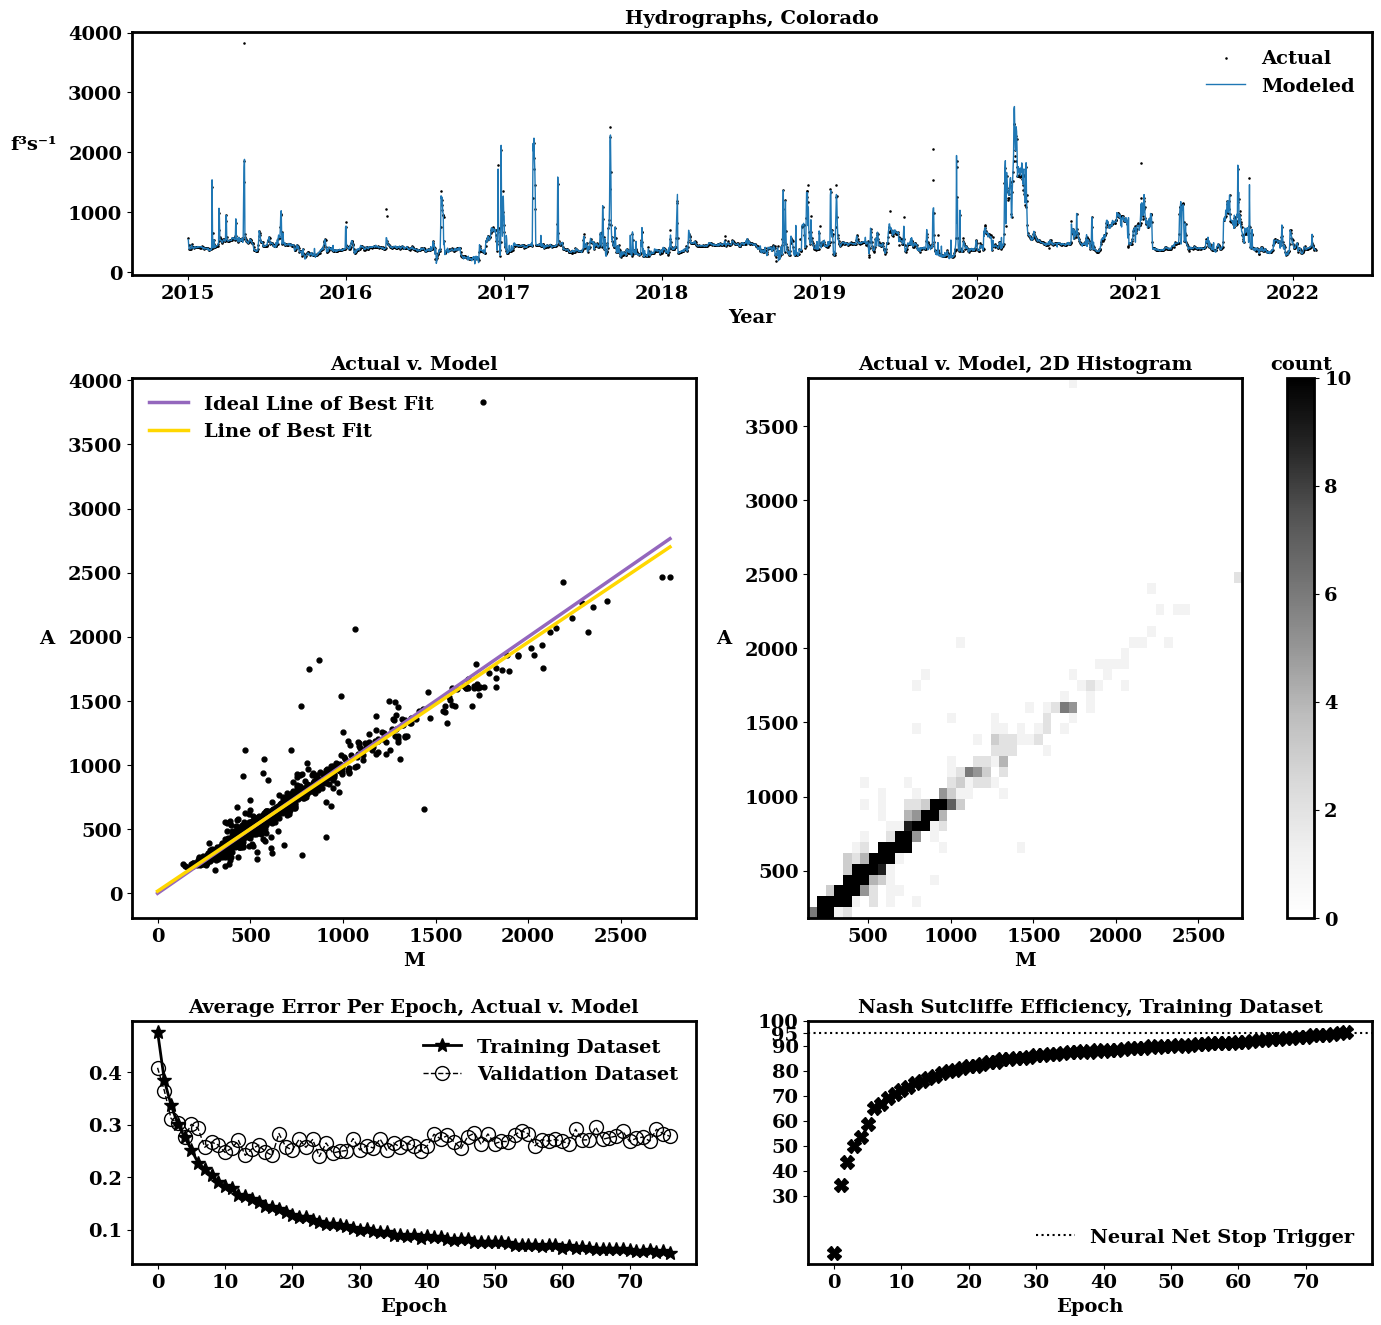 Hydrographs, Colorado
4000
3000
2000
1000
0
f³s⁻¹
Actual
Modeled
2015 2016 2017 2018 2019 2020 2021 2022
Year
Actual v. Model
4000
3500
3000
2500
2000
1500
1000
500
0
A
Ideal Line of Best Fit
Line of Best Fit
0 500 1000 1500 2000 2500
M
Actual v. Model, 2D Histogram
3500
3000
2500
2000
1500
1000
500
A
500 1000 1500 2000 2500
M
count
10
8
6
4
2
0
Average Error Per Epoch, Actual v. Model
0.4
0.3
0.2
0.1
Training Dataset
Validation Dataset
0 10 20 30 40 50 60 70
Epoch
Nash Sutcliffe Efficiency, Training Dataset
100
95
90
80
70
60
50
40
30
Neural Net Stop Trigger
0 10 20 30 40 50 60 70
Epoch